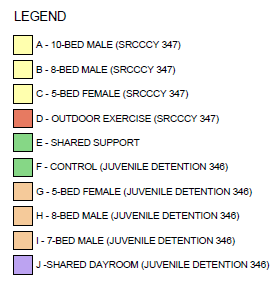 LEGEND
A - 10-BED MALE (SRCCCY 347)
B - 8-BED MALE (SRCCCY 347)
C - 5-BED FEMALE (SRCCCY 347)
D - OUTDOOR EXERCISE (SRCCCY 347)
E - SHARED SUPPORT
F - CONTROL (JUVENILE DETENTION 346)
G - 5-BED FEMALE (JUVENILE DETENTION 346)
H - 8-BED MALE (JUVENILE DETENTION 346)
I - 7-BED MALE (JUVENILE DETENTION 346)
J -SHARED DAYROOM (JUVENILE DETENTION 346)